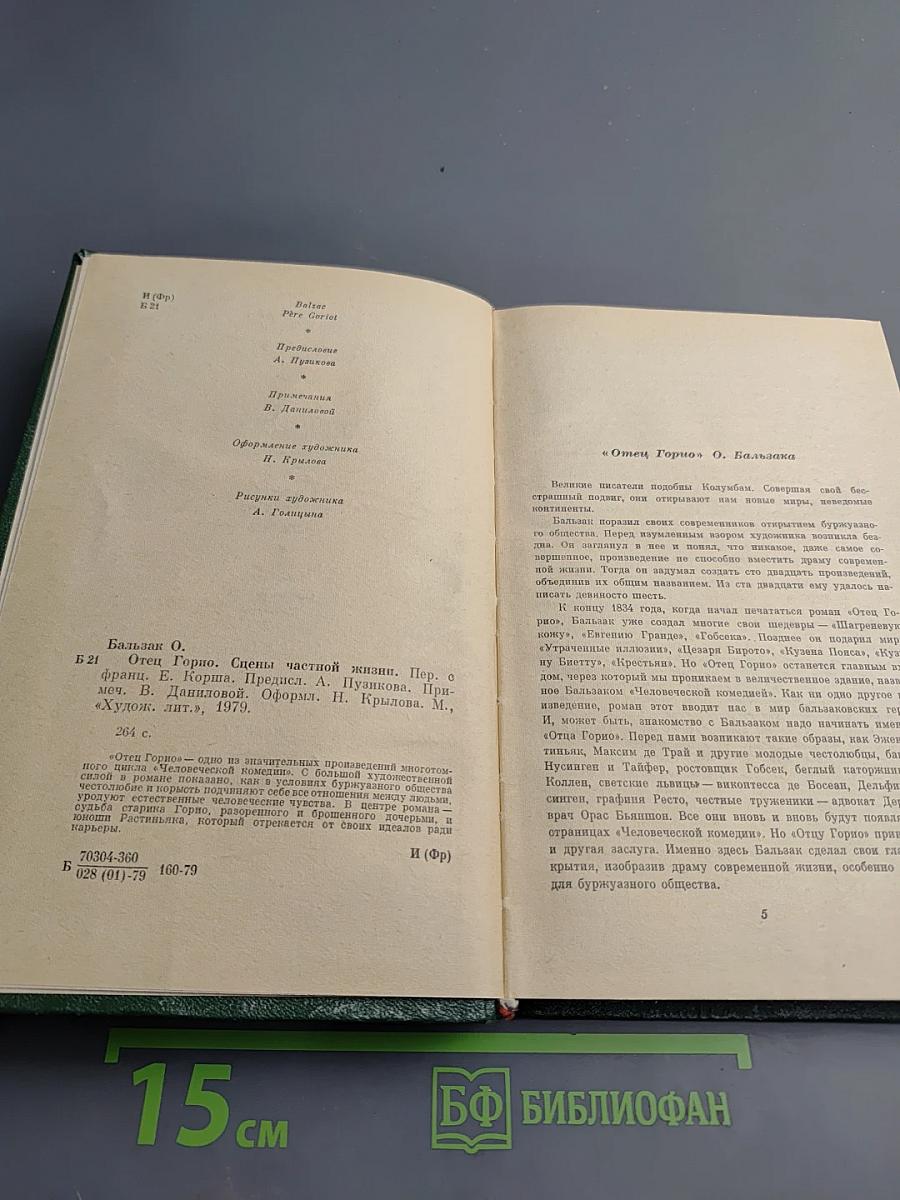 И(Фр)
Б 21
Balzac
Père Goriot
*
Предисловие
А. Пузикова
*
Примечания
В. Даниловой
*
Оформление художника
Н. Крылова
*
Рисунки художника
А. Голицына
Бальзак О.
Б 21 Отец Горио. Сцены частной жизни. Пер. с
франц. Е. Корша. Предисл. А. Пузикова. При-
меч. В. Даниловой. Оформл. Н. Крылова. М.,
«Худож. лит.», 1979.
264 с.
«Отец Горио» — одно из значительных произведений многотом-
ного цикла «Человеческой комедии». С большой художественной
силой в романе показано, как в условиях буржуазного общества
честолюбие и корысть подчиняют себе все отношения между людьми,
уродуют естественные человеческие чувства. В центре романа —
судьба старика Горио, разоренного и брошенного дочерьми, и
юноши Растиньяка, который отрекается от своих идеалов ради
карьеры.
Б 70304-360
028 (01)-79 160-79
И (Фр)
«Отец Горио» О. Бальзака
Великие писатели подобны Колумбам. Совершая свой бес-
страшный подвиг, они открывают нам новые миры, неведомые
континенты.
Бальзак поразил своих современников открытием буржуазно-
го общества. Перед изумленным взором художника возникла без-
дна. Он заглянул в нее и понял, что никакое, даже самое со-
вершенное, произведение не способно вместить драму современ-
ной жизни. Тогда он задумал создать сто двадцать произведений,
объединив их общим названием. Из ста двадцати ему удалось на-
писать девяносто шесть.
К концу 1834 года, когда начал печататься роман «Отец Го-
рио», Бальзак уже создал многие свои шедевры — «Шагреневую
кожу», «Евгению Гранде», «Гобсека». Позднее он подарил мир
«Утраченные иллюзии», «Цезаря Бирото», «Кузена Понса», «Куз
ну Бетту», «Крестьян». Но «Отец Горио» останется главным вх
дом, через который мы проникаем в величественное здание, назв
ное Бальзаком «Человеческой комедией». Как ни одно другое п
изведение, роман этот вводит нас в мир бальзаковских гер
И, может быть, знакомство с Бальзаком надо начинать имен
«Отца Горио». Перед нами возникают такие образы, как Эжен
тиньяк, Максим де Трай и другие молодые честолюбцы, бан
Нусинген и Тайфер, ростовщик Гобсек, беглый каторжник
Коллен, светские львицы — виконтесса де Босеан, Дельфи
синген, графиня Ресто, честные труженики — адвокат Дер
врач Орас Бьяншон. Все они вновь и вновь будут появля
страницах «Человеческой комедии». Но «Отцу Горио» прин
и другая заслуга. Именно здесь Бальзак сделал свои гла
крытия, изобразив драму современной жизни, особенно
для буржуазного общества.
5
15 см
БФ БИБЛИОФАН